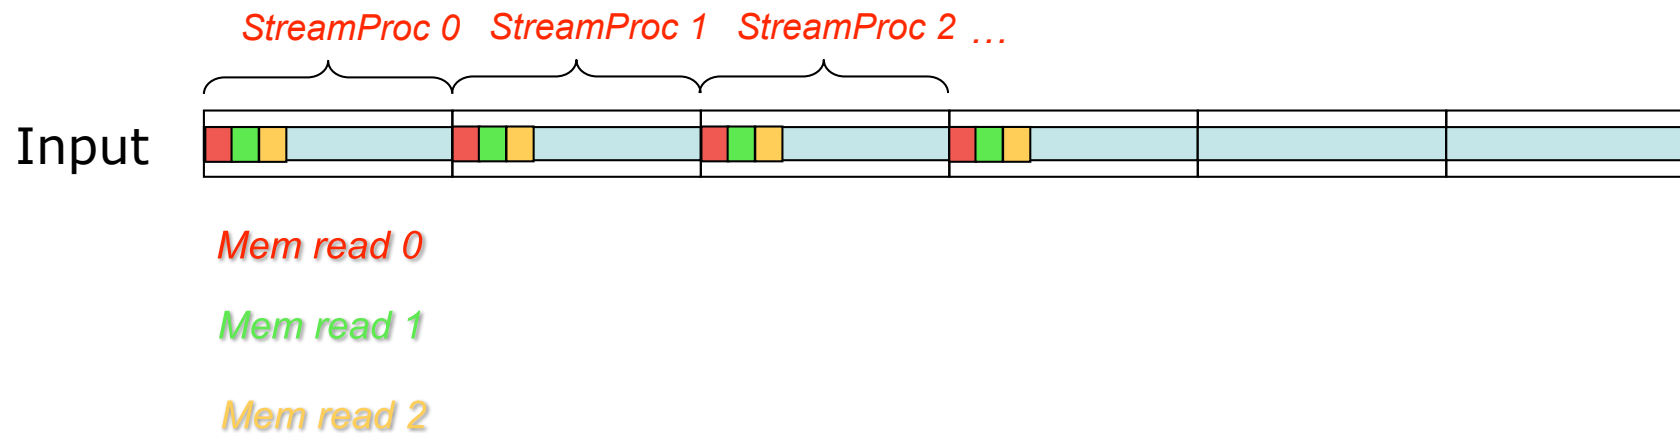 StreamProc 0 StreamProc 1 StreamProc 2 ...
Input
Mem read 0
Mem read 1
Mem read 2